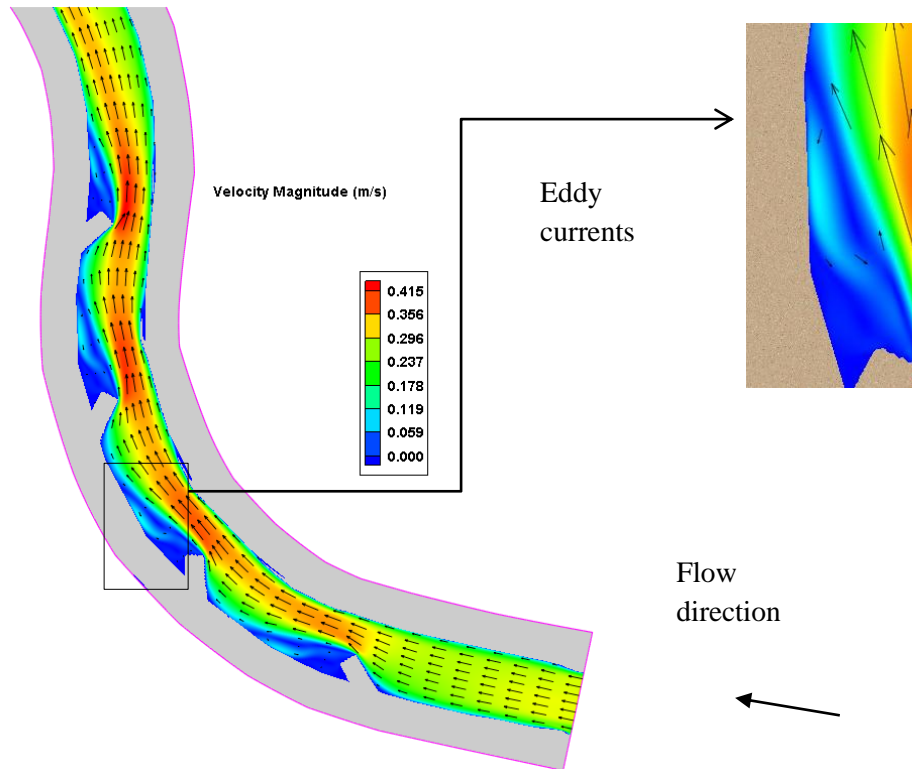 Velocity Magnitude (m/s)
Eddy
currents
0.415
0.356
0.296
0.237
0.178
0.119
0.059
0.000
Flow
direction